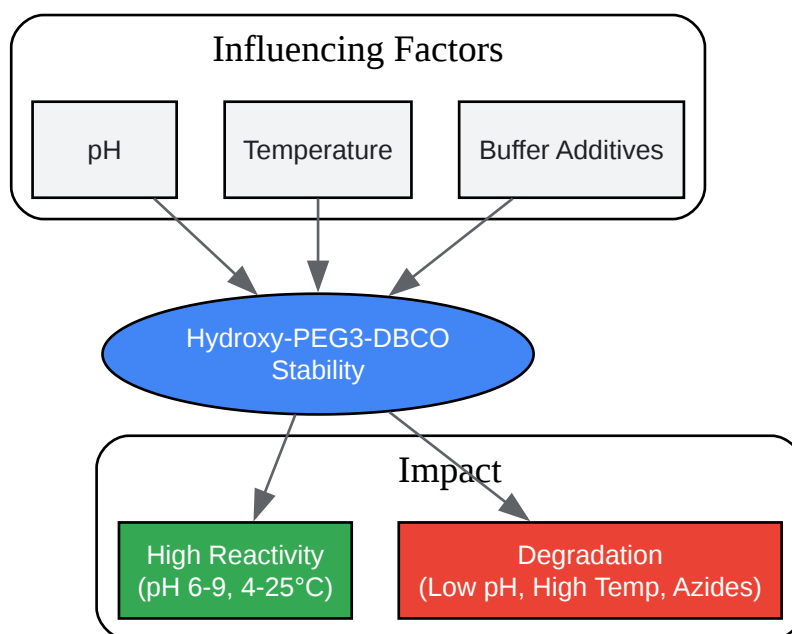 Influencing Factors
pH
Temperature
Buffer Additives
Hydroxy-PEG3-DBCO
Stability
Impact
High Reactivity
(pH 6-9, 4-25°C)
Degradation
(Low pH, High Temp, Azides)